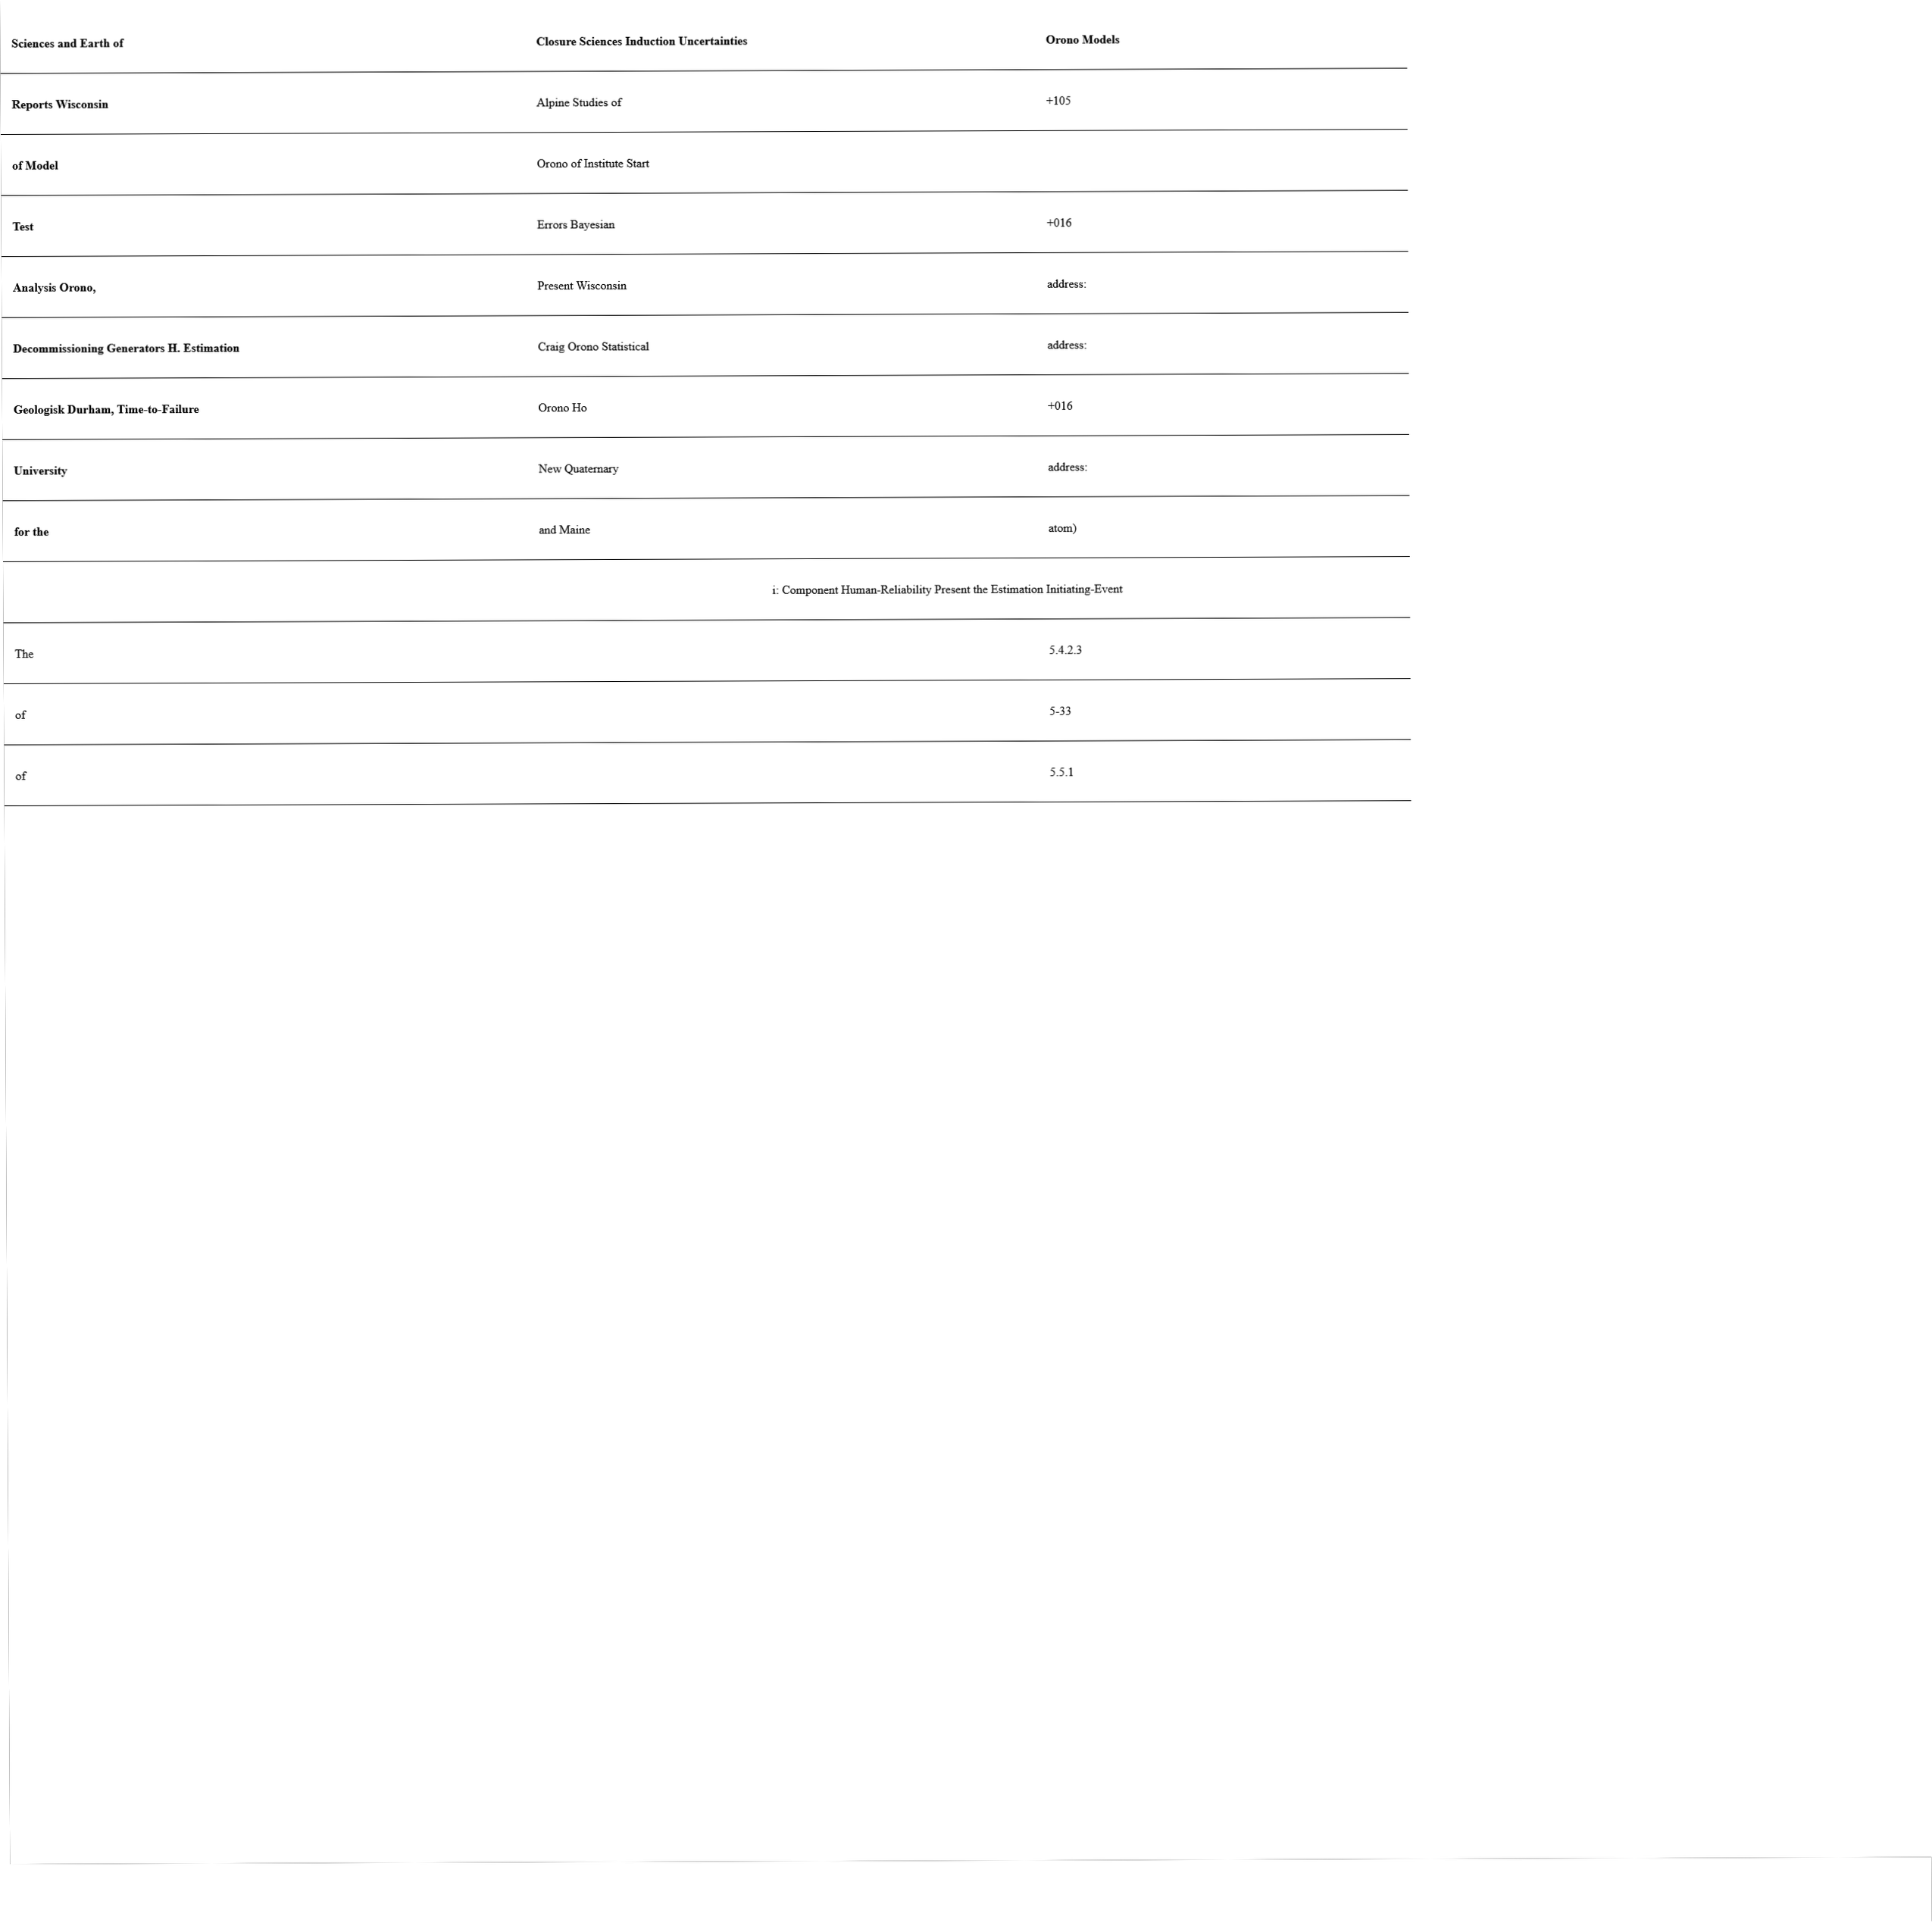 Sciences and Earth of Closure Sciences Induction Uncertainties Orono Models
Reports Wisconsin Alpine Studies of +105
of Model Orono of Institute Start
Test Errors Bayesian +016
Analysis Orono, Present Wisconsin address:
Decommissioning Generators H. Estimation Craig Orono Statistical address:
Geologisk Durham, Time-to-Failure Orono Ho +016
University New Quaternary address:
for the and Maine atom)
i: Component Human-Reliability Present the Estimation Initiating-Event
The 5.4.2.3
of 5-33
of 5.5.1